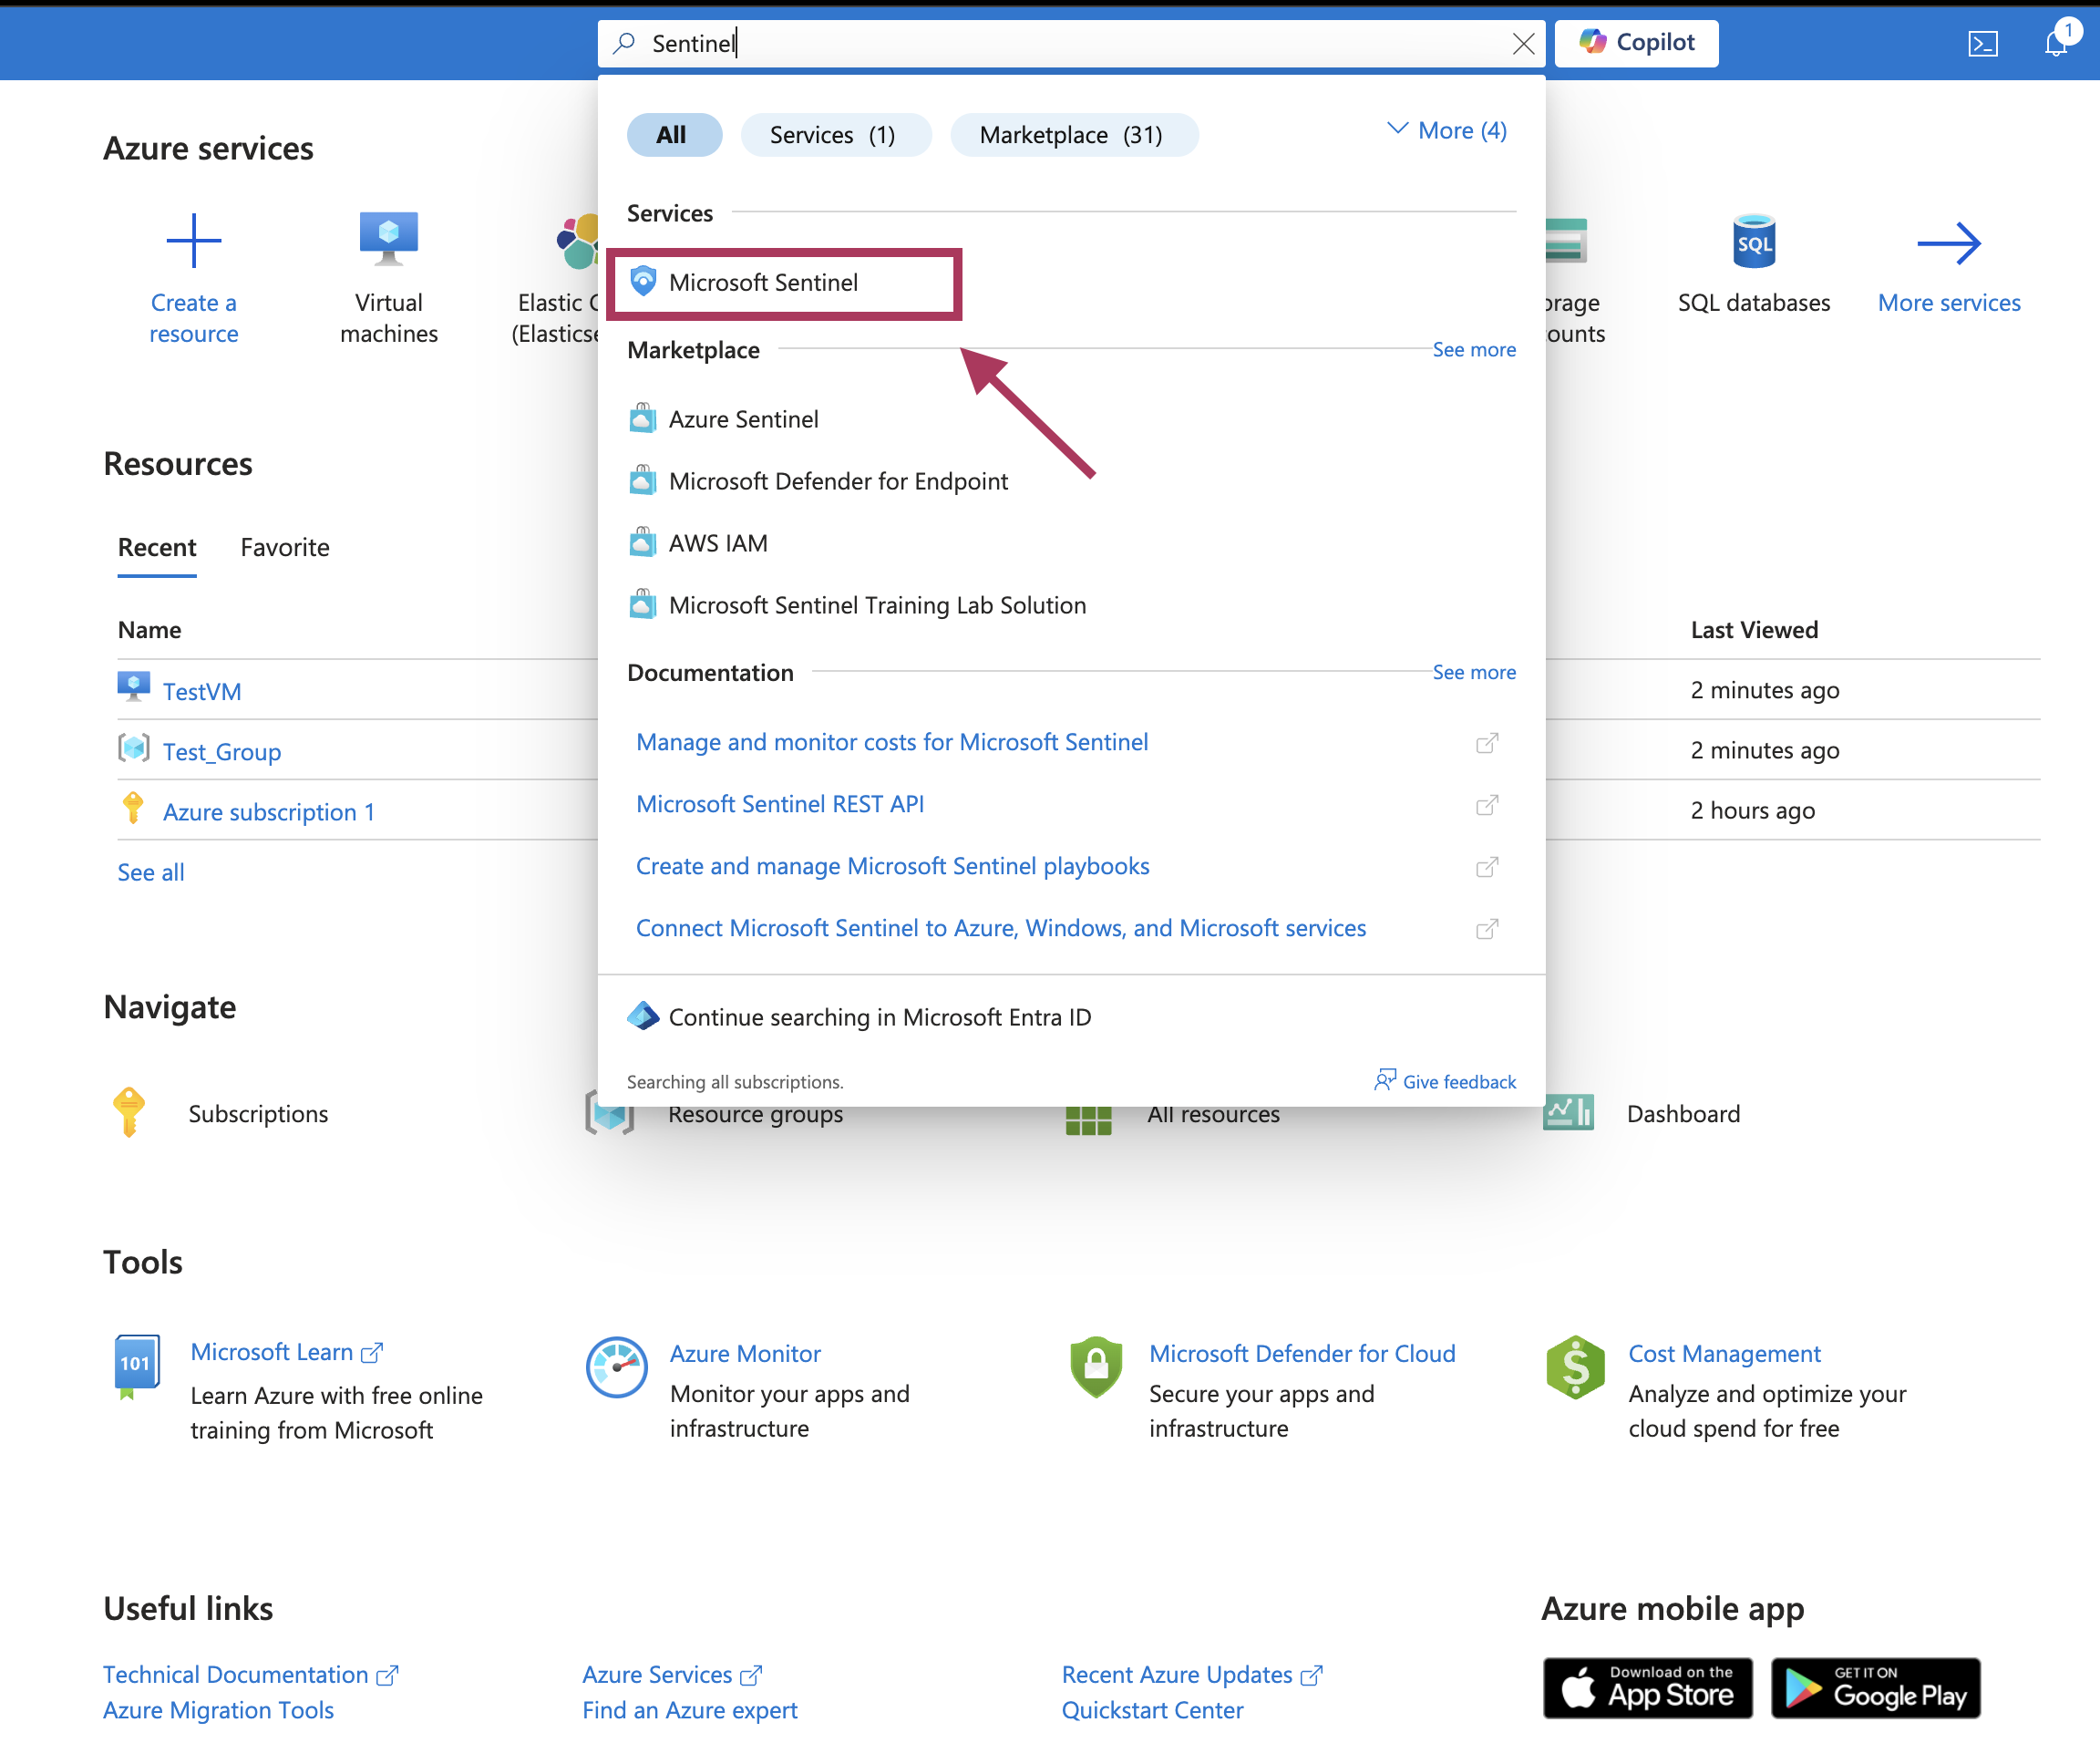 Sentinel
Copilot
1
All
Services (1)
Marketplace (31)
More (4)
Services
Microsoft Sentinel
Marketplace
See more
Azure Sentinel
Microsoft Defender for Endpoint
AWS IAM
Microsoft Sentinel Training Lab Solution
Documentation
See more
Manage and monitor costs for Microsoft Sentinel
Microsoft Sentinel REST API
Create and manage Microsoft Sentinel playbooks
Connect Microsoft Sentinel to Azure, Windows, and Microsoft services
Continue searching in Microsoft Entra ID
Searching all subscriptions.
Give feedback
Azure services
Create a
resource
Virtual
machines
Elastic
SQL
SQL databases
More services
Resources
Recent
Favorite
Name
Last Viewed
TestVM
2 minutes ago
Test_Group
2 minutes ago
Azure subscription 1
2 hours ago
See all
Navigate
Subscriptions
Resource groups
All resources
Dashboard
Tools
101
Microsoft Learn
Learn Azure with free online
training from Microsoft
Azure Monitor
Monitor your apps and
infrastructure
Microsoft Defender for Cloud
Secure your apps and
infrastructure
$
Cost Management
Analyze and optimize your
cloud spend for free
Useful links
Azure mobile app
Technical Documentation
Azure Services
Recent Azure Updates
Azure Migration Tools
Find an Azure expert
Quickstart Center
Download on the
App Store
GET IT ON
Google Play